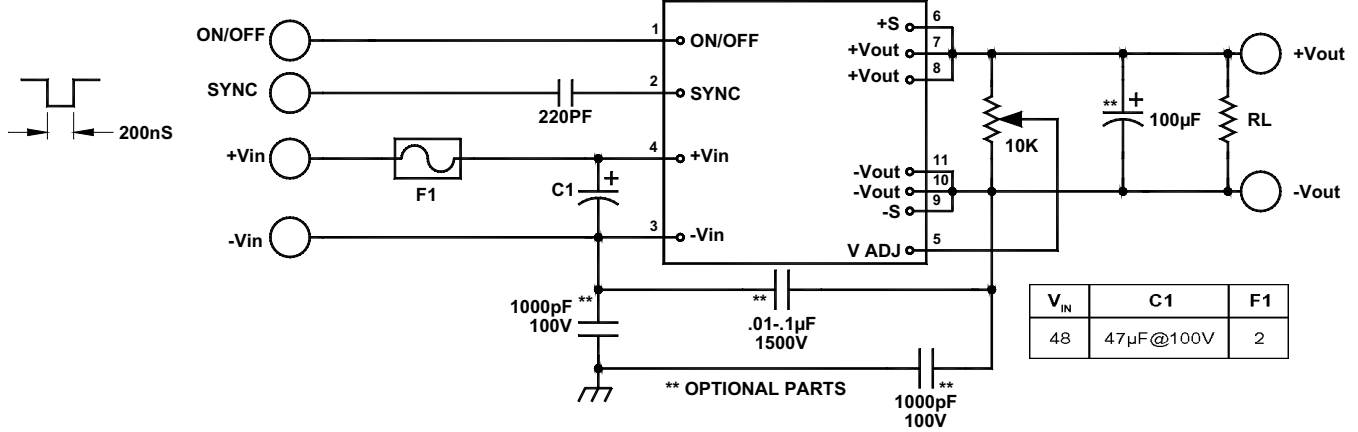 ON/OFF
1
ON/OFF
+S
6
+Vout
7
+Vout
8
+Vout
SYNC
220PF
2
SYNC
200nS
** +
100µF
RL
10K
+Vin
F1
4
+Vin
C1
+
-Vout
11
-Vout
10
-S
9
-Vout
-Vin
3
-Vin
V ADJ
5
1000pF **
100V
**
.01-.1µF
1500V
** OPTIONAL PARTS
**
1000pF
100V
VIN C1 F1
48 47µF@100V 2